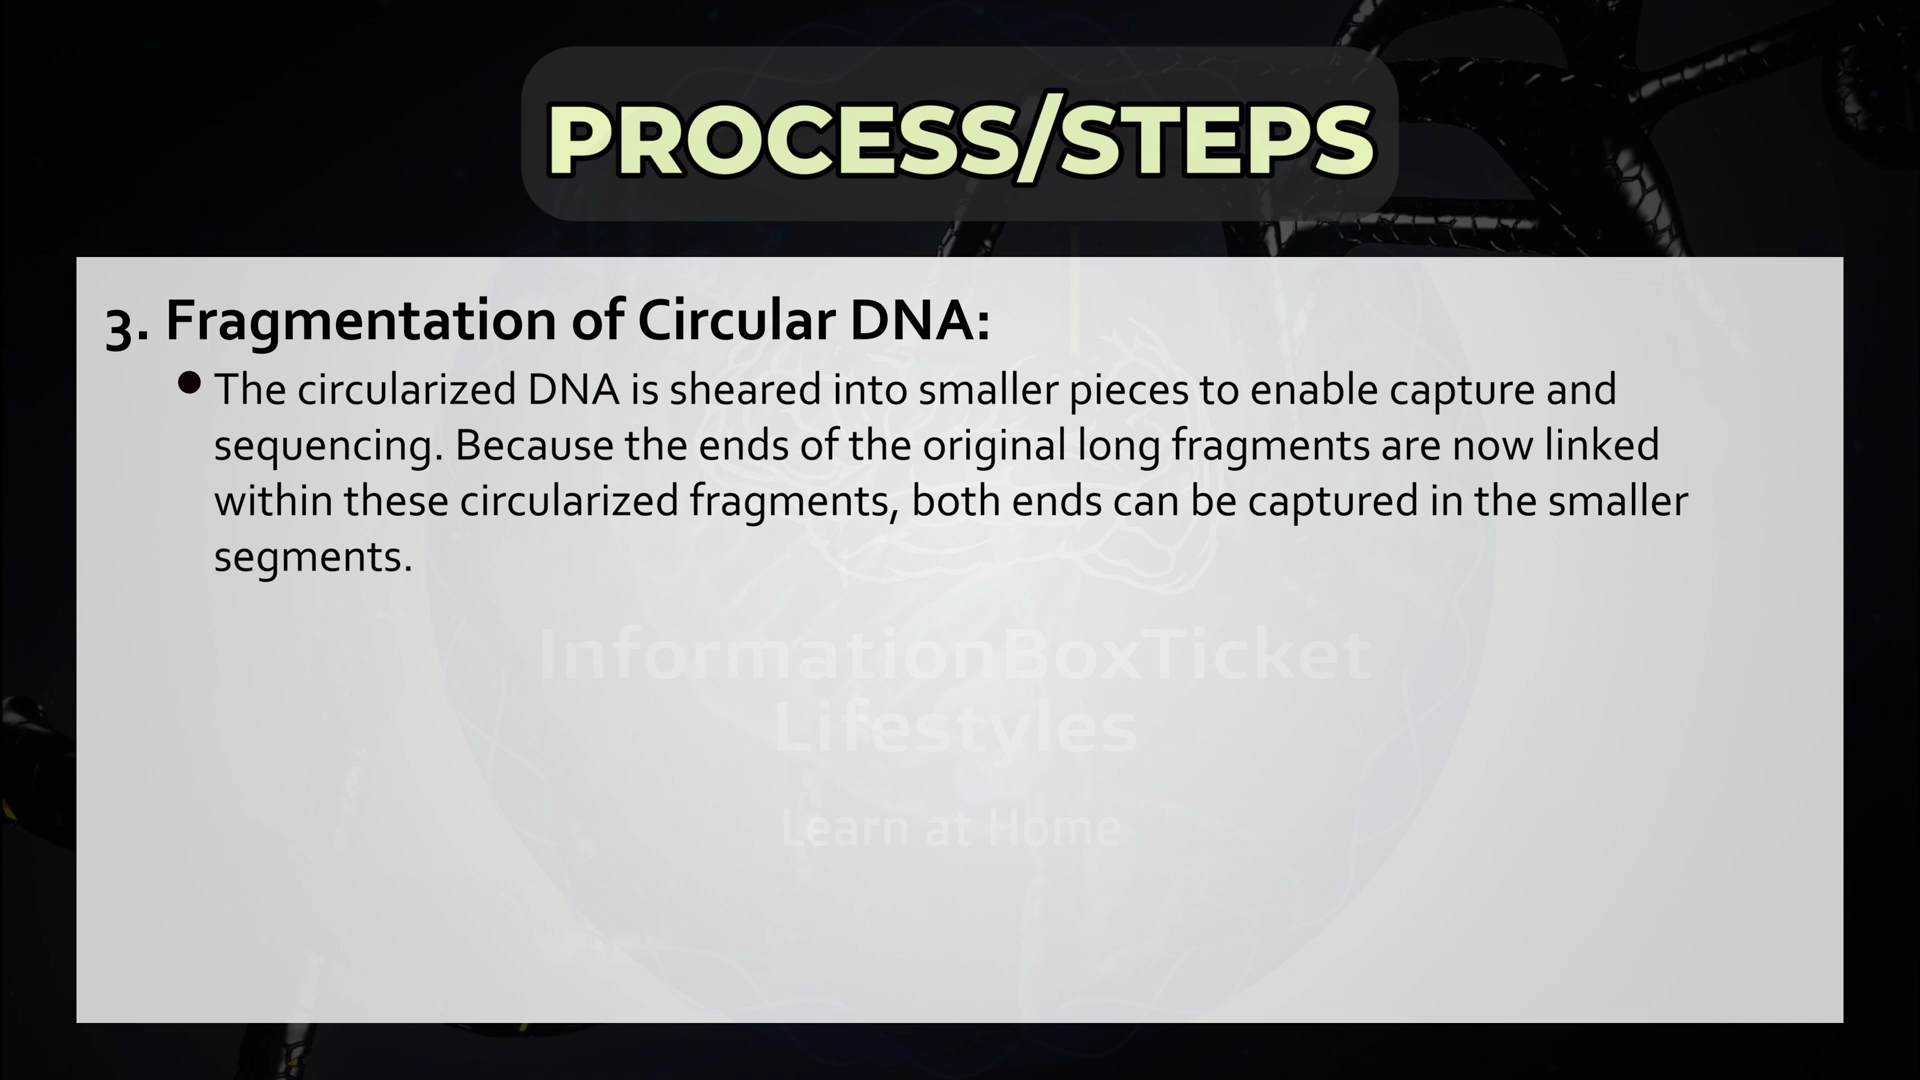 PROCESS/STEPS
3. Fragmentation of Circular DNA:
● The circularized DNA is sheared into smaller pieces to enable capture and
sequencing. Because the ends of the original long fragments are now linked
within these circularized fragments, both ends can be captured in the smaller
segments.
InformationBoxTicket
Lifestyles
Learn at Home